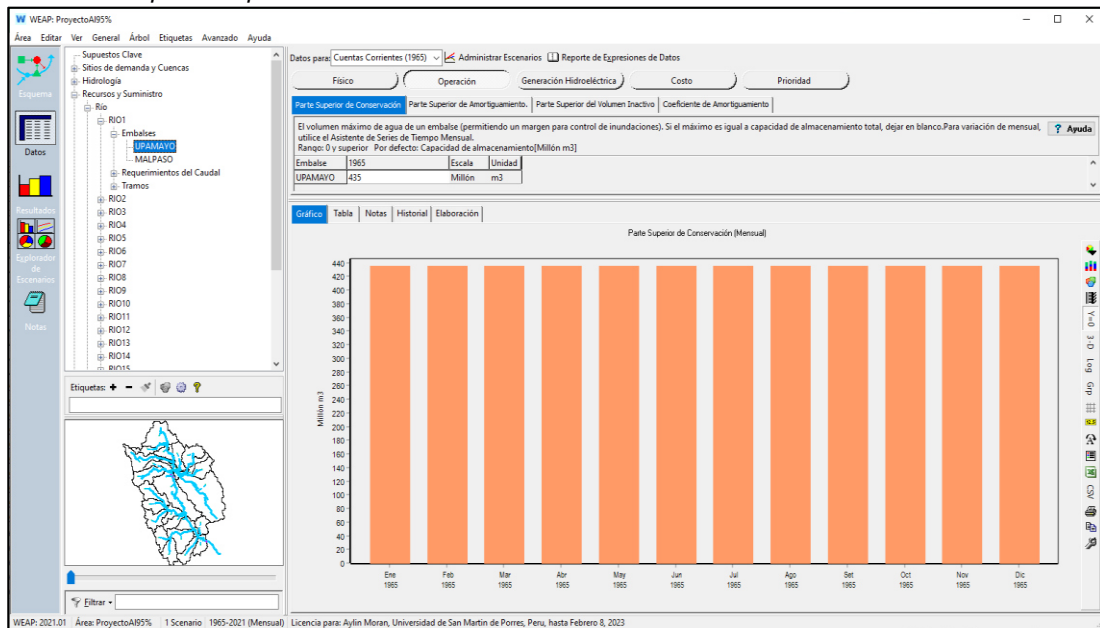 WEAP: ProyectoAI95%
Área Editar Ver General Árbol Etiquetas Avanzado Ayuda
Esquema
Datos
Resultados
Explorador
de
Escenarios
Notas
Supuestos Clave
Sitios de demanda y Cuencas
Hidrología
Recursos y Suministro
Río
RIO1
Embalses
UPAMAYO
MALPASO
Requerimientos del Caudal
Tramos
RIO2
RIO3
RIO4
RIO5
RIO6
RIO7
RIO8
RIO9
RIO10
RIO11
RIO12
RIO13
RIO14
RIO15
Etiquetas:
Filtrar
Datos para: Cuentas Corrientes (1965) Administrar Escenarios Reporte de Expresiones de Datos
Físico Operación Generación Hidroeléctrica Costo Prioridad
Parte Superior de Conservación Parte Superior de Amortiguamiento. Parte Superior del Volumen Inactivo Coeficiente de Amortiguamiento
El volumen máximo de agua de un embalse (permitiendo un margen para control de inundaciones). Si el máximo es igual a capacidad de almacenamiento total, dejar en blanco.Para variación de mensual,
utilice el Asistente de Series de Tiempo Mensual.
Rango: 0 y superior Por defecto: Capacidad de almacenamiento[Millón m3]
? Ayuda
Embalse 1965 Escala Unidad
UPAMAYO 435 Millón m3
Gráfico Tabla Notas Historial Elaboración
Parte Superior de Conservación (Mensual)
Millón m3
440
420
400
380
360
340
320
300
280
260
240
220
200
180
160
140
120
100
80
60
40
20
0
Ene Feb Mar Abr May Jun Jul Ago Set Oct Nov Dic
1965 1965 1965 1965 1965 1965 1965 1965 1965 1965 1965 1965
Y=0
3-D
Log
Grp
CSV
WEAP: 2021.01 Área: ProyectoAI95% 1 Scenario 1965-2021 (Mensual) Licencia para: Aylin Moran, Universidad de San Martin de Porres, Peru, hasta Febrero 8, 2023